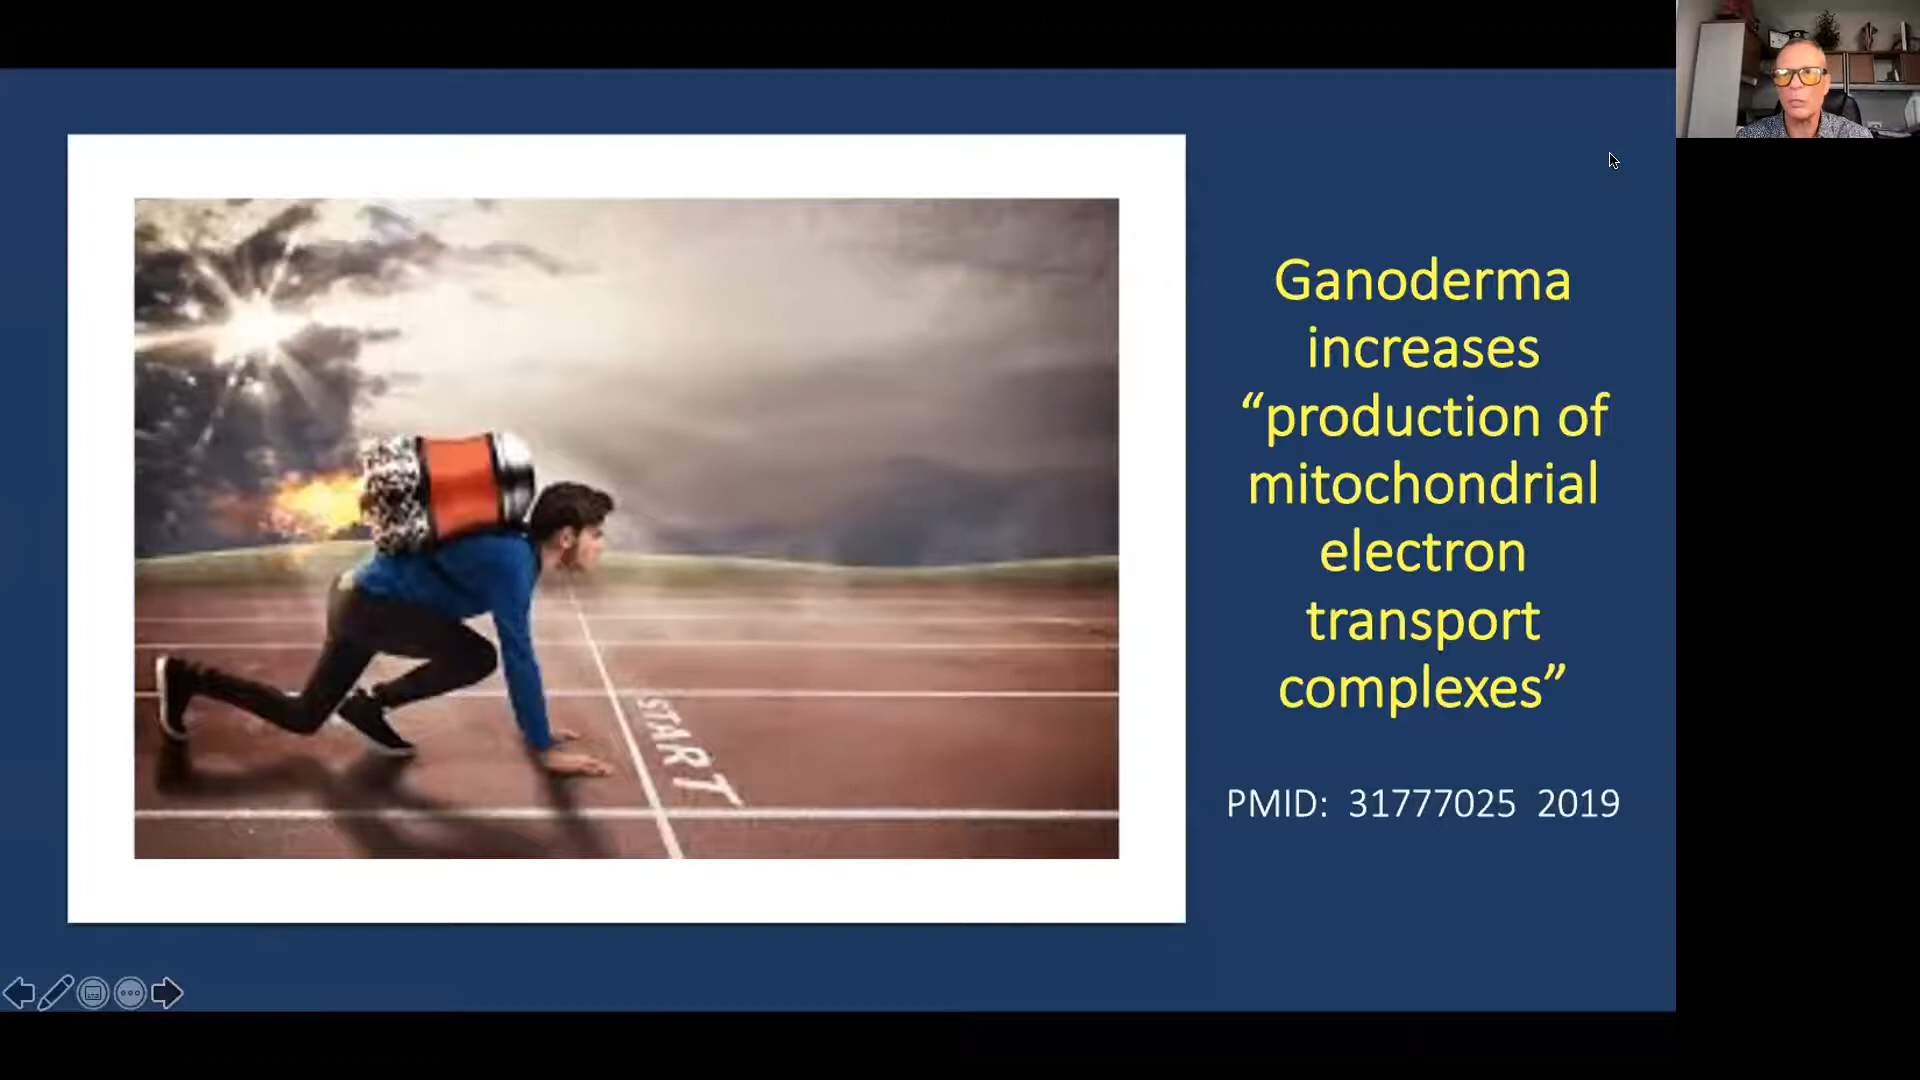 START
Ganoderma
increases
“production of
mitochondrial
electron
transport
complexes”
PMID: 31777025 2019